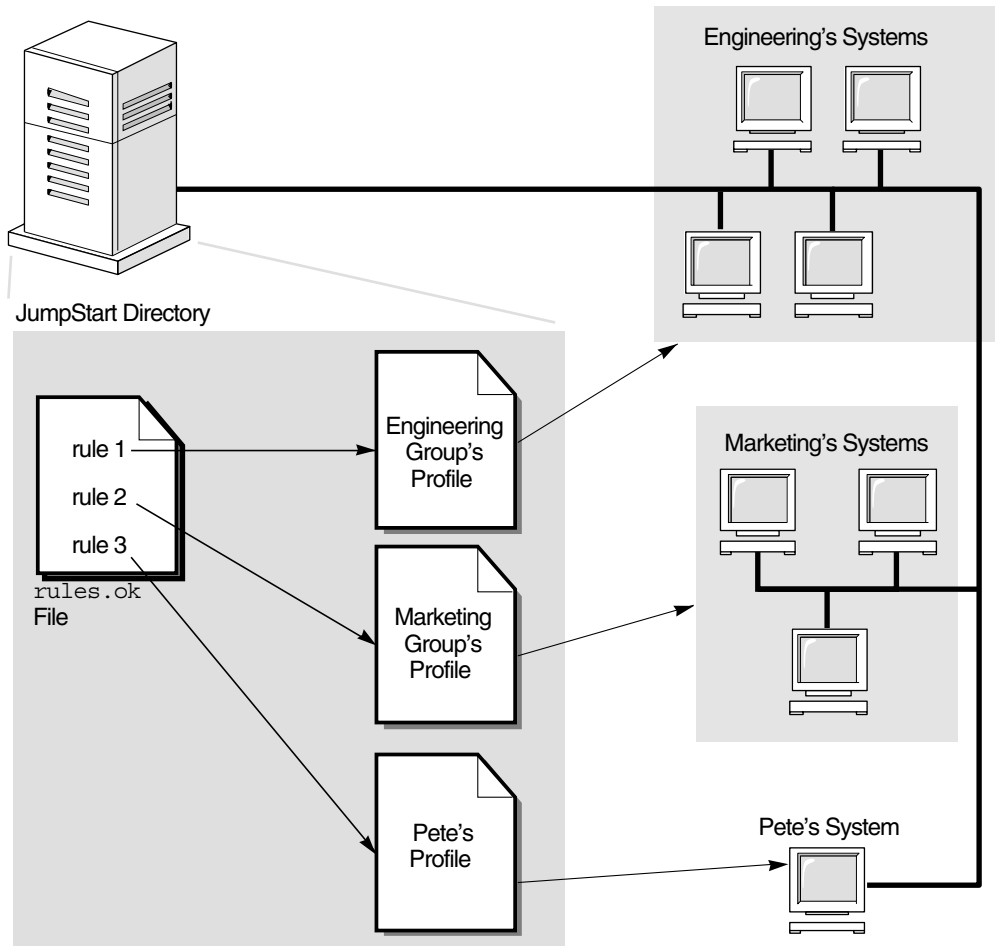 Engineering's Systems
JumpStart Directory
rule 1
rule 2
rule 3
rules.ok
File
Engineering
Group's
Profile
Marketing
Group's
Profile
Pete's
Profile
Marketing's Systems
Pete's System